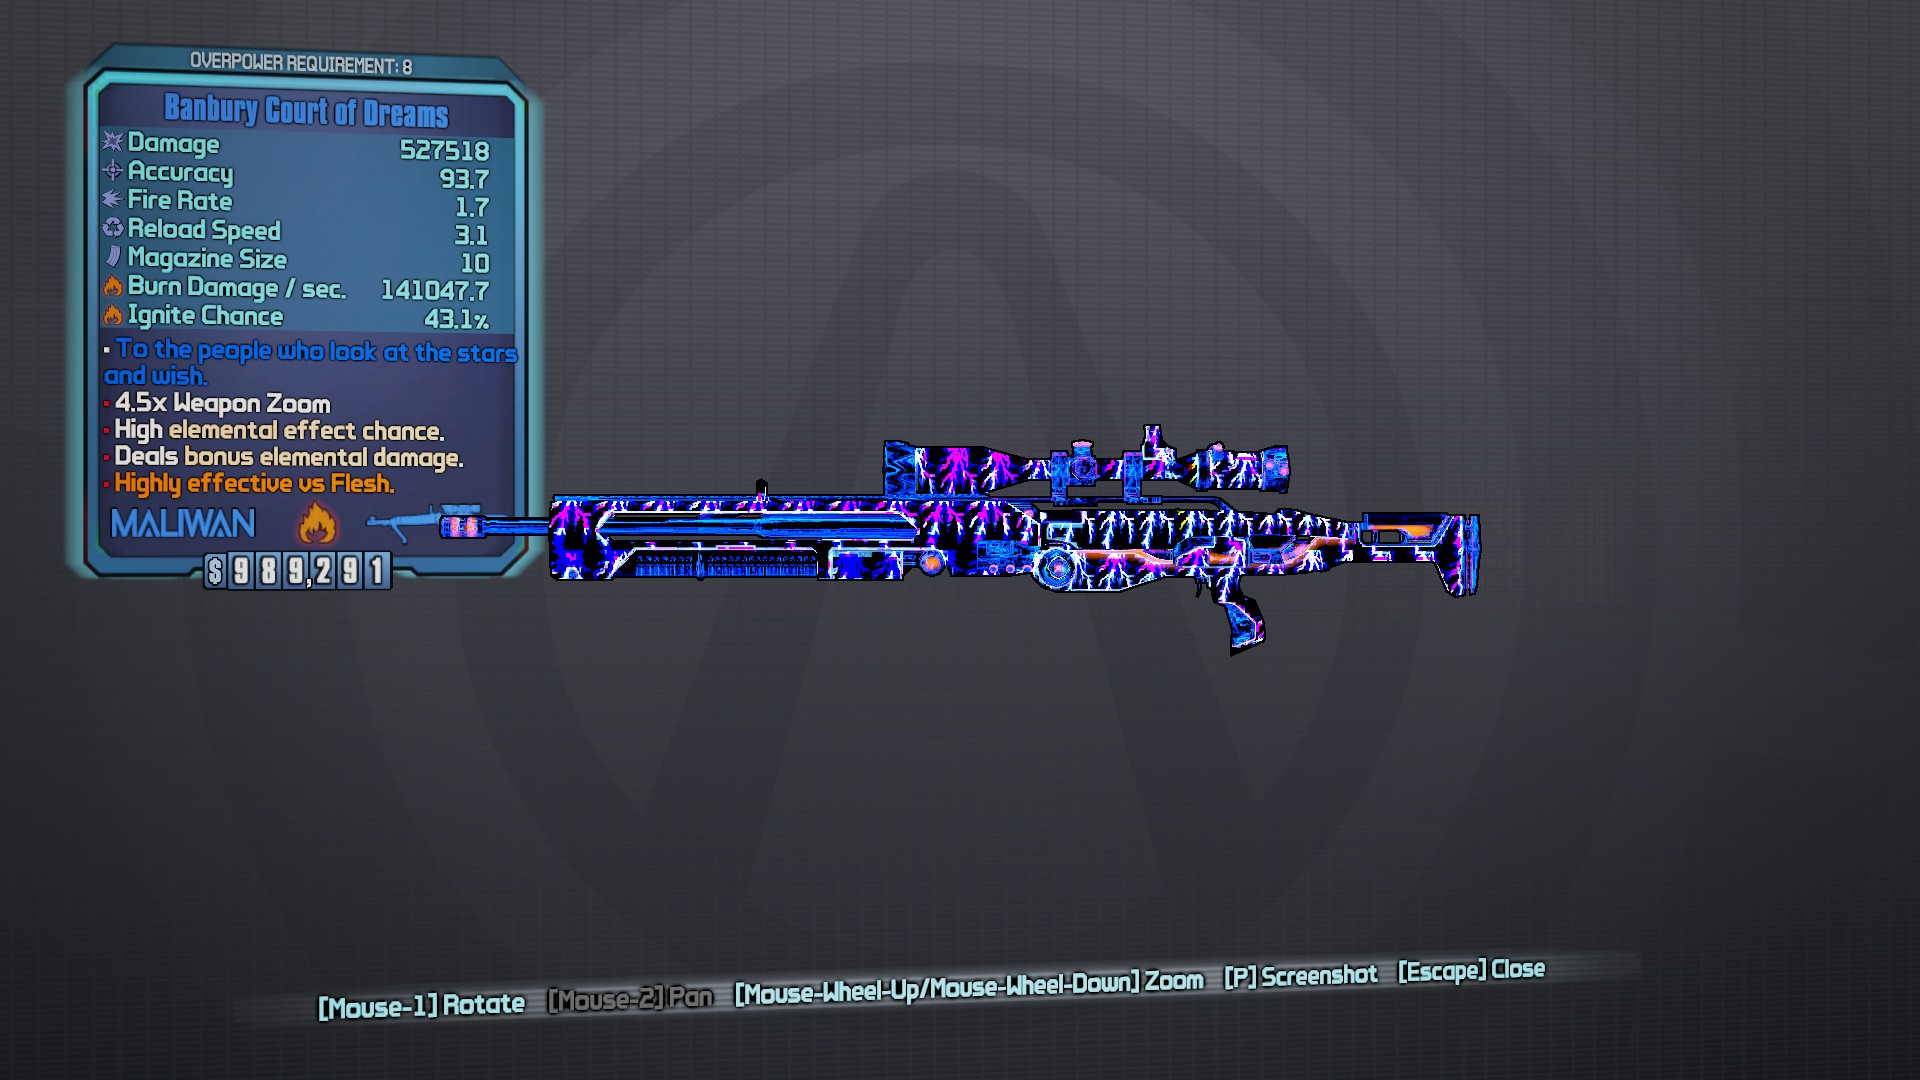 OVERPOWER REQUIREMENT: 8
Banbury Court of Dreams
Damage 527518
Accuracy 93.7
Fire Rate 1.7
Reload Speed 3.1
Magazine Size 10
Burn Damage / sec. 141047.7
Ignite Chance 43.1%
• To the people who look at the stars
and wish.
• 4.5x Weapon Zoom
• High elemental effect chance.
• Deals bonus elemental damage.
• Highly effective vs Flesh.
MALIWAN
$989,291
[Mouse-1] Rotate [Mouse-2] Pan [Mouse-Wheel-Up/Mouse-Wheel-Down] Zoom [P] Screenshot [Escape] Close